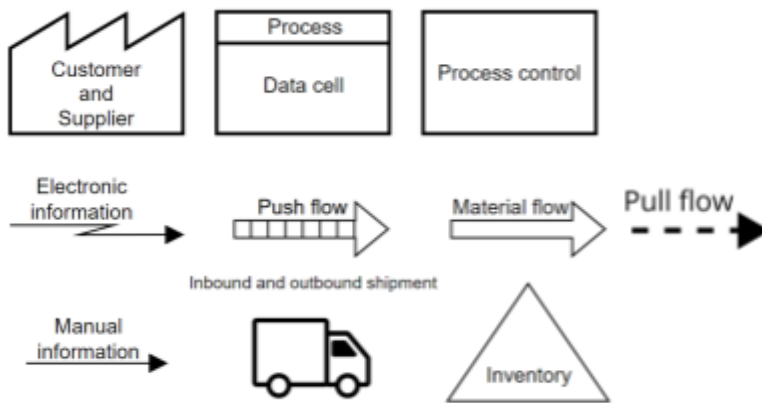 Customer
and
Supplier
Process
Data cell
Process control
Electronic
information
Push flow
Material flow
Pull flow
Inbound and outbound shipment
Manual
information
Inventory